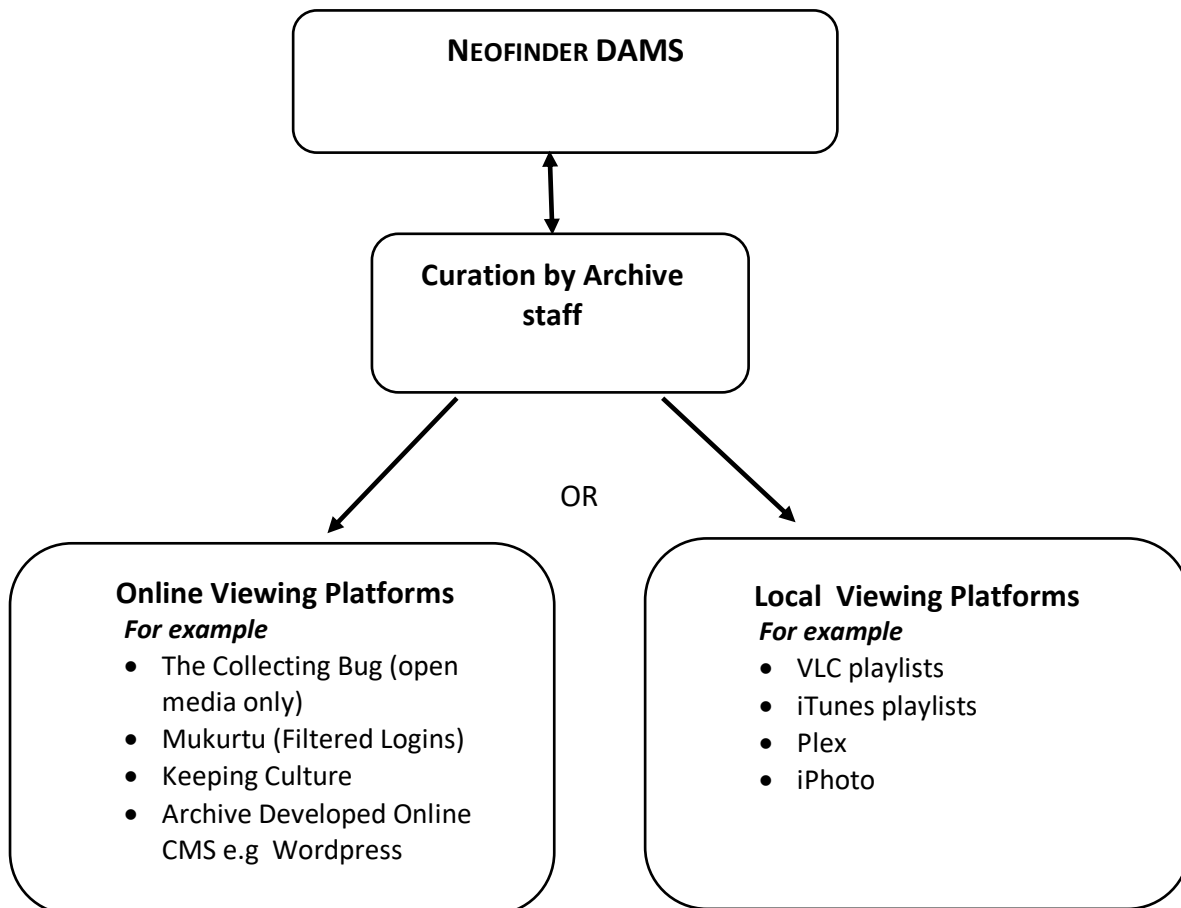 NEOFINDER DAMS
Curation by Archive
staff
OR
Online Viewing Platforms
For example
• The Collecting Bug (open
media only)
• Mukurtu (Filtered Logins)
• Keeping Culture
• Archive Developed Online
CMS e.g  Wordpress
Local  Viewing Platforms
For example
• VLC playlists
• iTunes playlists
• Plex
• iPhoto